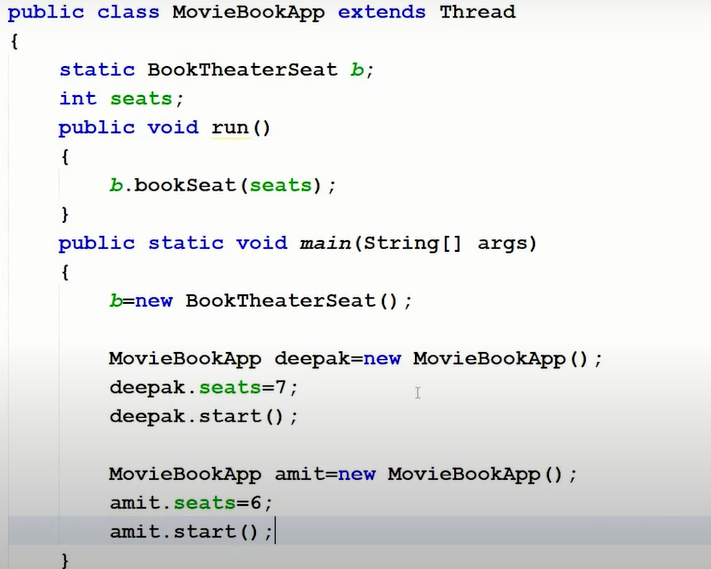 public class MovieBookApp extends Thread
{
    static BookTheaterSeat b;
    int seats;
    public void run()
    {
        b.bookSeat(seats);
    }
    public static void main(String[] args)
    {
        b=new BookTheaterSeat();

        MovieBookApp deepak=new MovieBookApp();
        deepak.seats=7;
        deepak.start();

        MovieBookApp amit=new MovieBookApp();
        amit.seats=6;
        amit.start();
    }